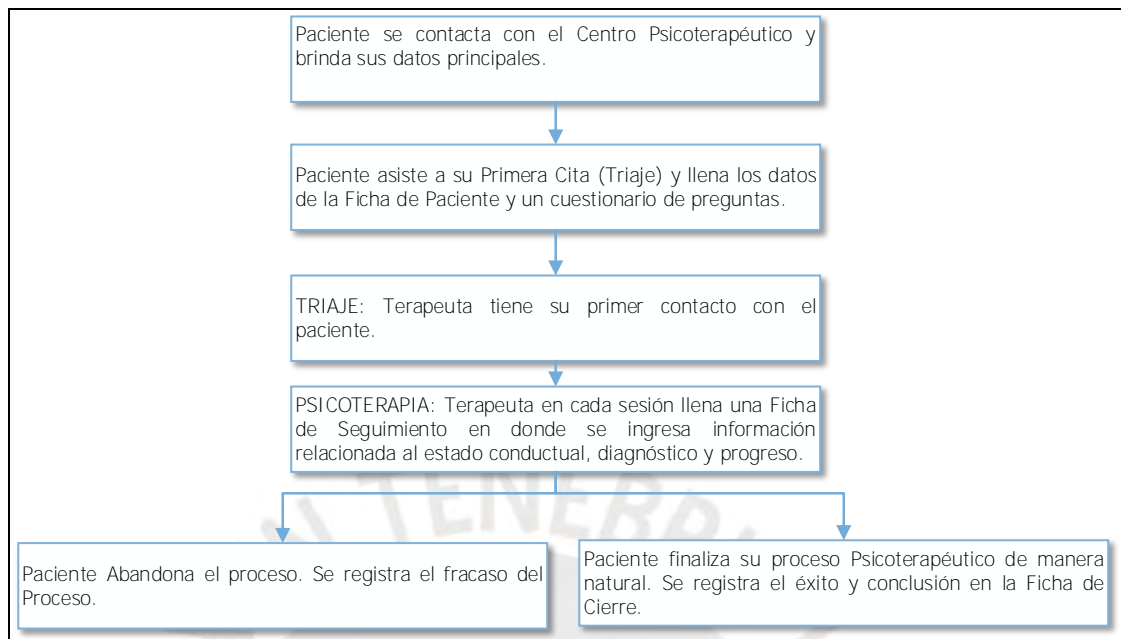 Paciente se contacta con el Centro Psicoterapéutico y
brinda sus datos principales.
Paciente asiste a su Primera Cita (Triaje) y llena los datos
de la Ficha de Paciente y un cuestionario de preguntas.
TRIAJE: Terapeuta tiene su primer contacto con el
paciente.
PSICOTERAPIA: Terapeuta en cada sesión llena una Ficha
de Seguimiento en donde se ingresa información
relacionada al estado conductual, diagnóstico y progreso.
Paciente Abandona el proceso. Se registra el fracaso del
Proceso.
Paciente finaliza su proceso Psicoterapéutico de manera
natural. Se registra el éxito y conclusión en la Ficha de
Cierre.